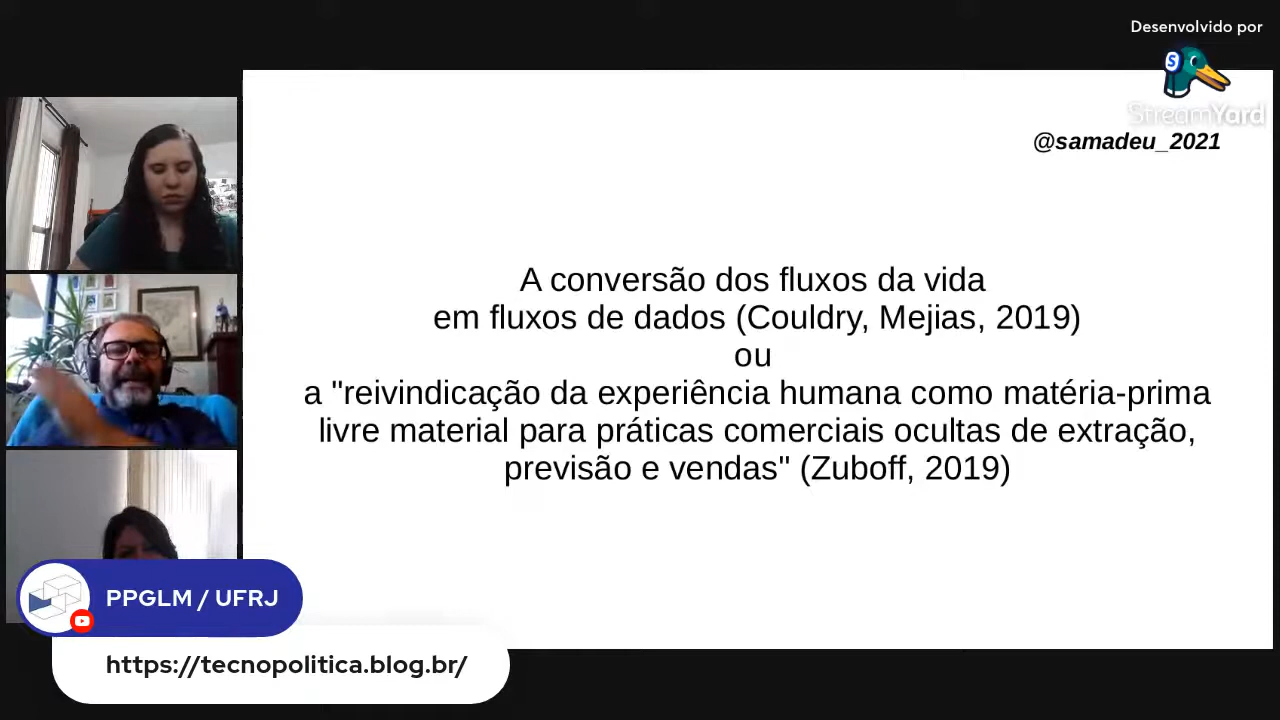 Desenvolvido por
StreamYard
@samadeu_2021
A conversão dos fluxos da vida
em fluxos de dados (Couldry, Mejias, 2019)
ou
a "reivindicação da experiência humana como matéria-prima
livre material para práticas comerciais ocultas de extração,
previsão e vendas" (Zuboff, 2019)
PPGLM / UFRJ
https://tecnopolitica.blog.br/